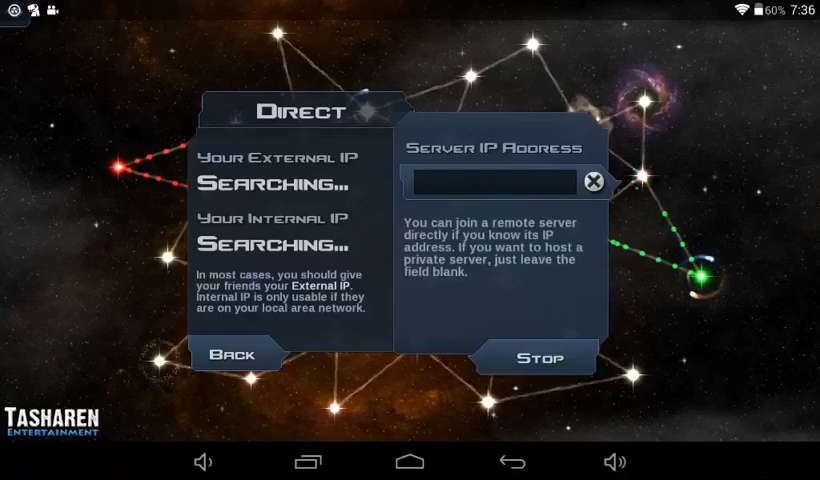 60% 7:36
DIRECT
YOUR EXTERNAL IP
SEARCHING...
YOUR INTERNAL IP
SEARCHING...
In most cases, you should give
your friends your External IP.
Internal IP is only usable if they
are on your local area network.
BACK
SERVER IP ADDRESS
You can join a remote server
directly if you know its IP
address. If you want to host a
private server, just leave the
field blank.
STOP
TASHAREN
ENTERTAINMENT